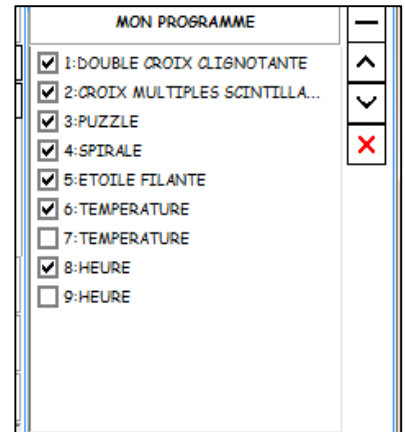 MON PROGRAMME
1:DOUBLE CROIX CLIGNOTANTE
2:CROIX MULTIPLES SCINTILLA...
3:PUZZLE
4:SPIRALE
5:ETOILE FILANTE
6:TEMPERATURE
7:TEMPERATURE
8:HEURE
9:HEURE